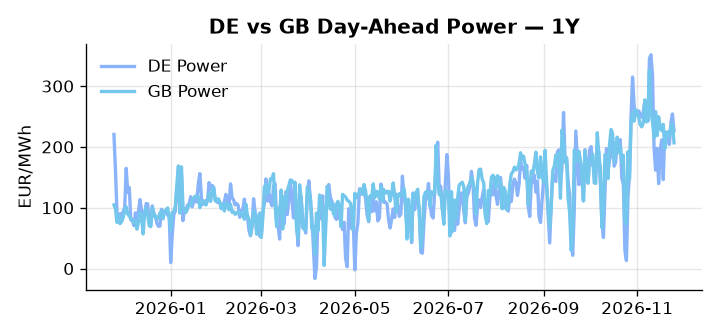 DE vs GB Day-Ahead Power — 1Y
DE Power
GB Power
EUR/MWh
300
200
100
0
2026-01
2026-03
2026-05
2026-07
2026-09
2026-11